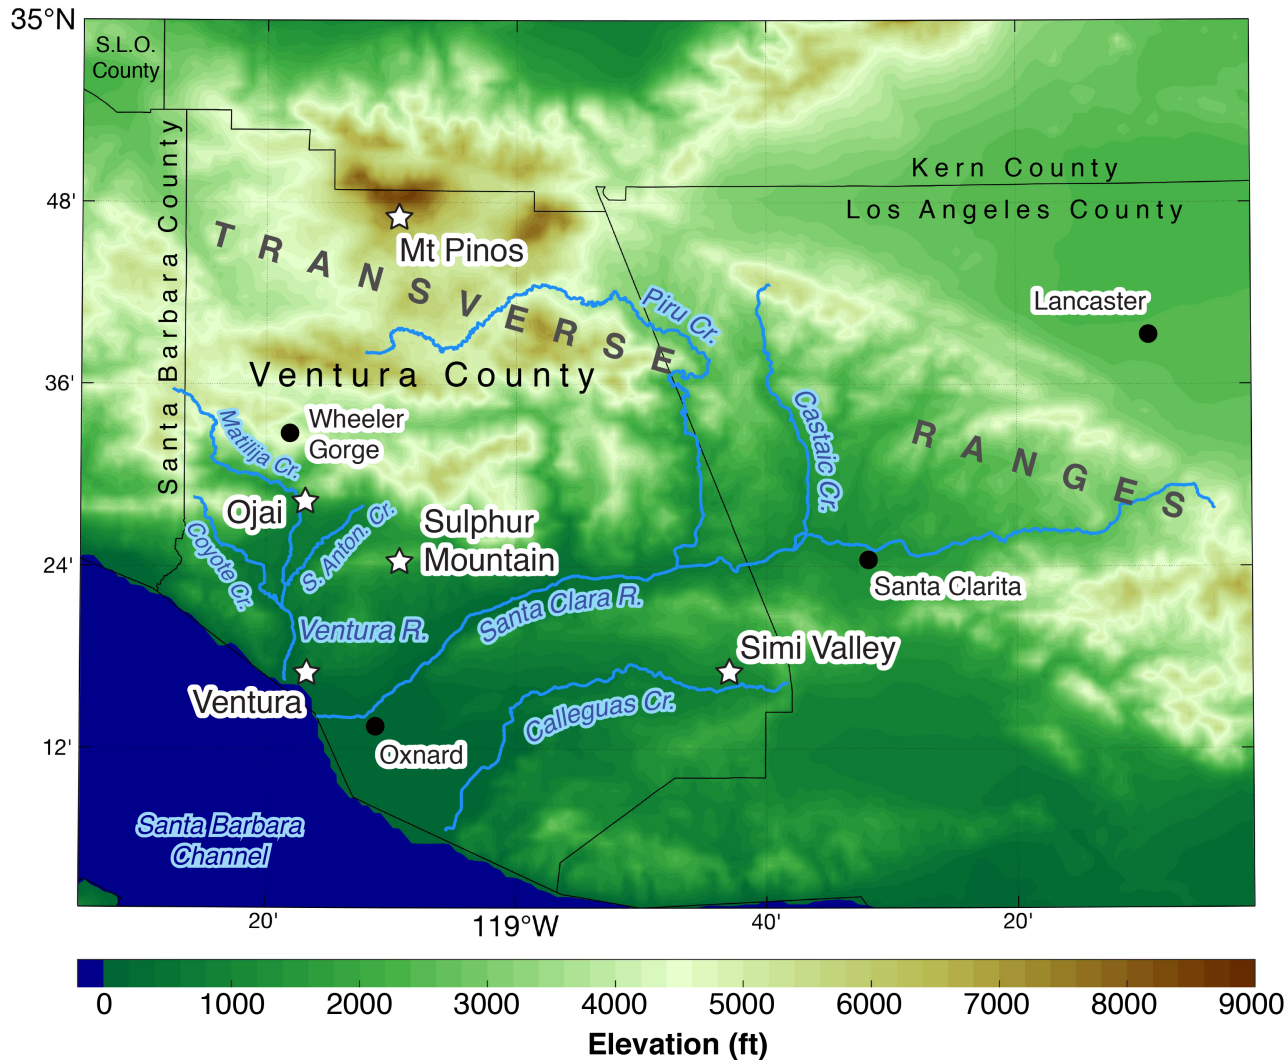 35°N
S.L.O.
County
Santa Barbara County
Kern County
48'
Los Angeles County
TRANSVERSE
Mt Pinos
Piru Cr.
Lancaster
36'
Ventura County
Castaic Cr.
Wheeler
Gorge
Matilija Cr.
RANGES
Ojai
Sulphur
Mountain
Coyote Cr.
S. Anton. Cr.
24'
Santa Clarita
Santa Clara R.
Ventura R.
Simi Valley
Ventura
Calleguas Cr.
12'
Oxnard
Santa Barbara
Channel
20' 119°W 40' 20'
0 1000 2000 3000 4000 5000 6000 7000 8000 9000
Elevation (ft)